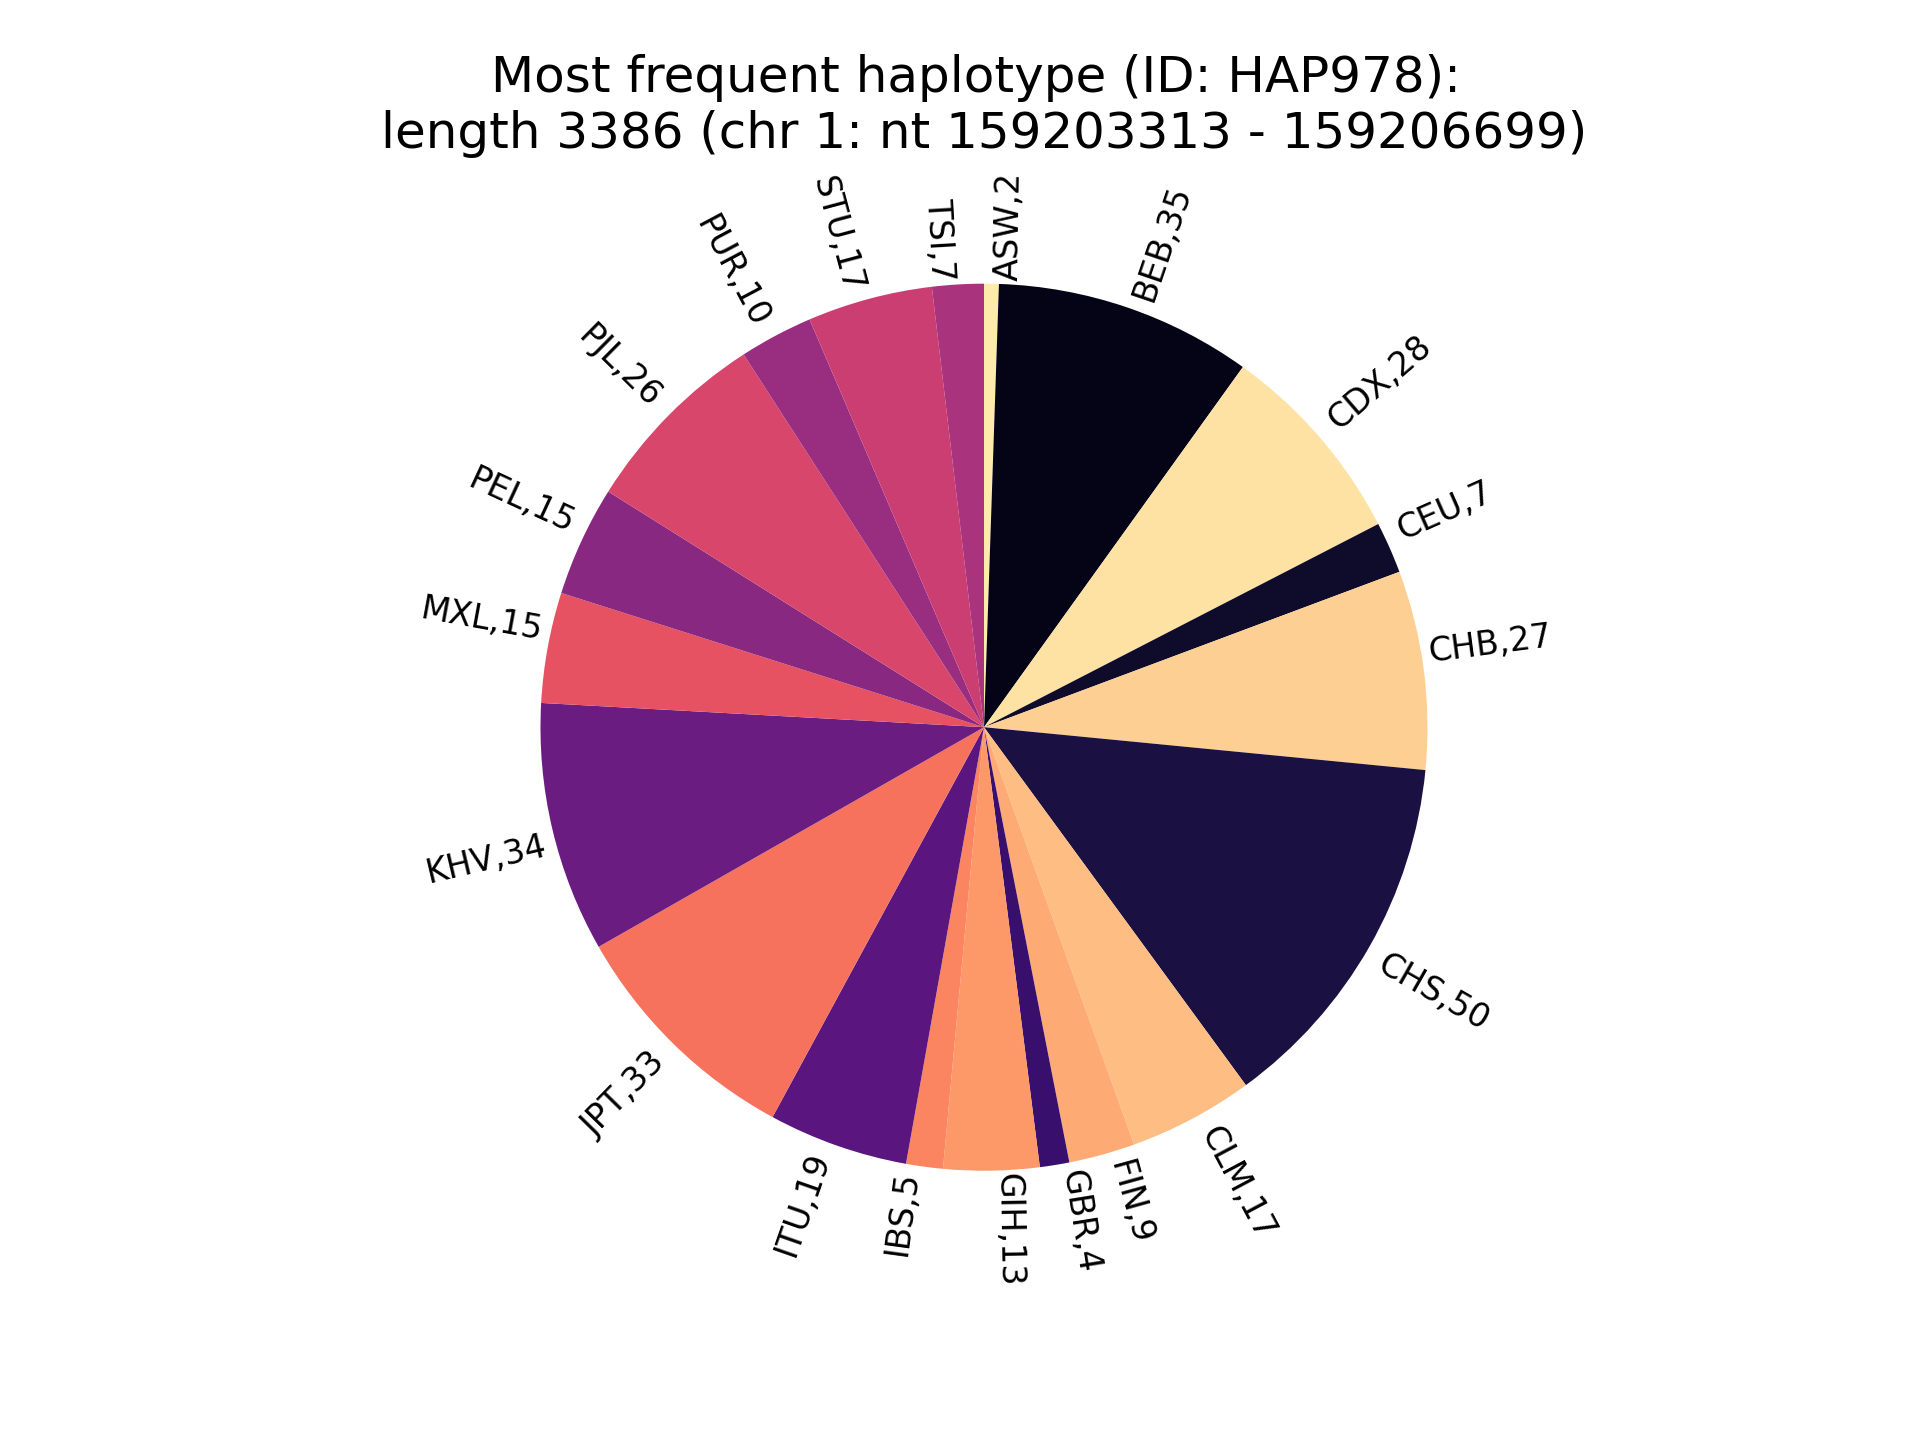 Most frequent haplotype (ID: HAP978):
length 3386 (chr 1: nt 159203313 - 159206699)
ASW,2
BEB,35
CDX,28
CEU,7
CHB,27
CHS,50
CLM,17
FIN,9
GBR,4
GIH,13
IBS,5
ITU,19
JPT,33
KHV,34
MXL,15
PEL,15
PJL,26
PUR,10
STU,17
TSI,7